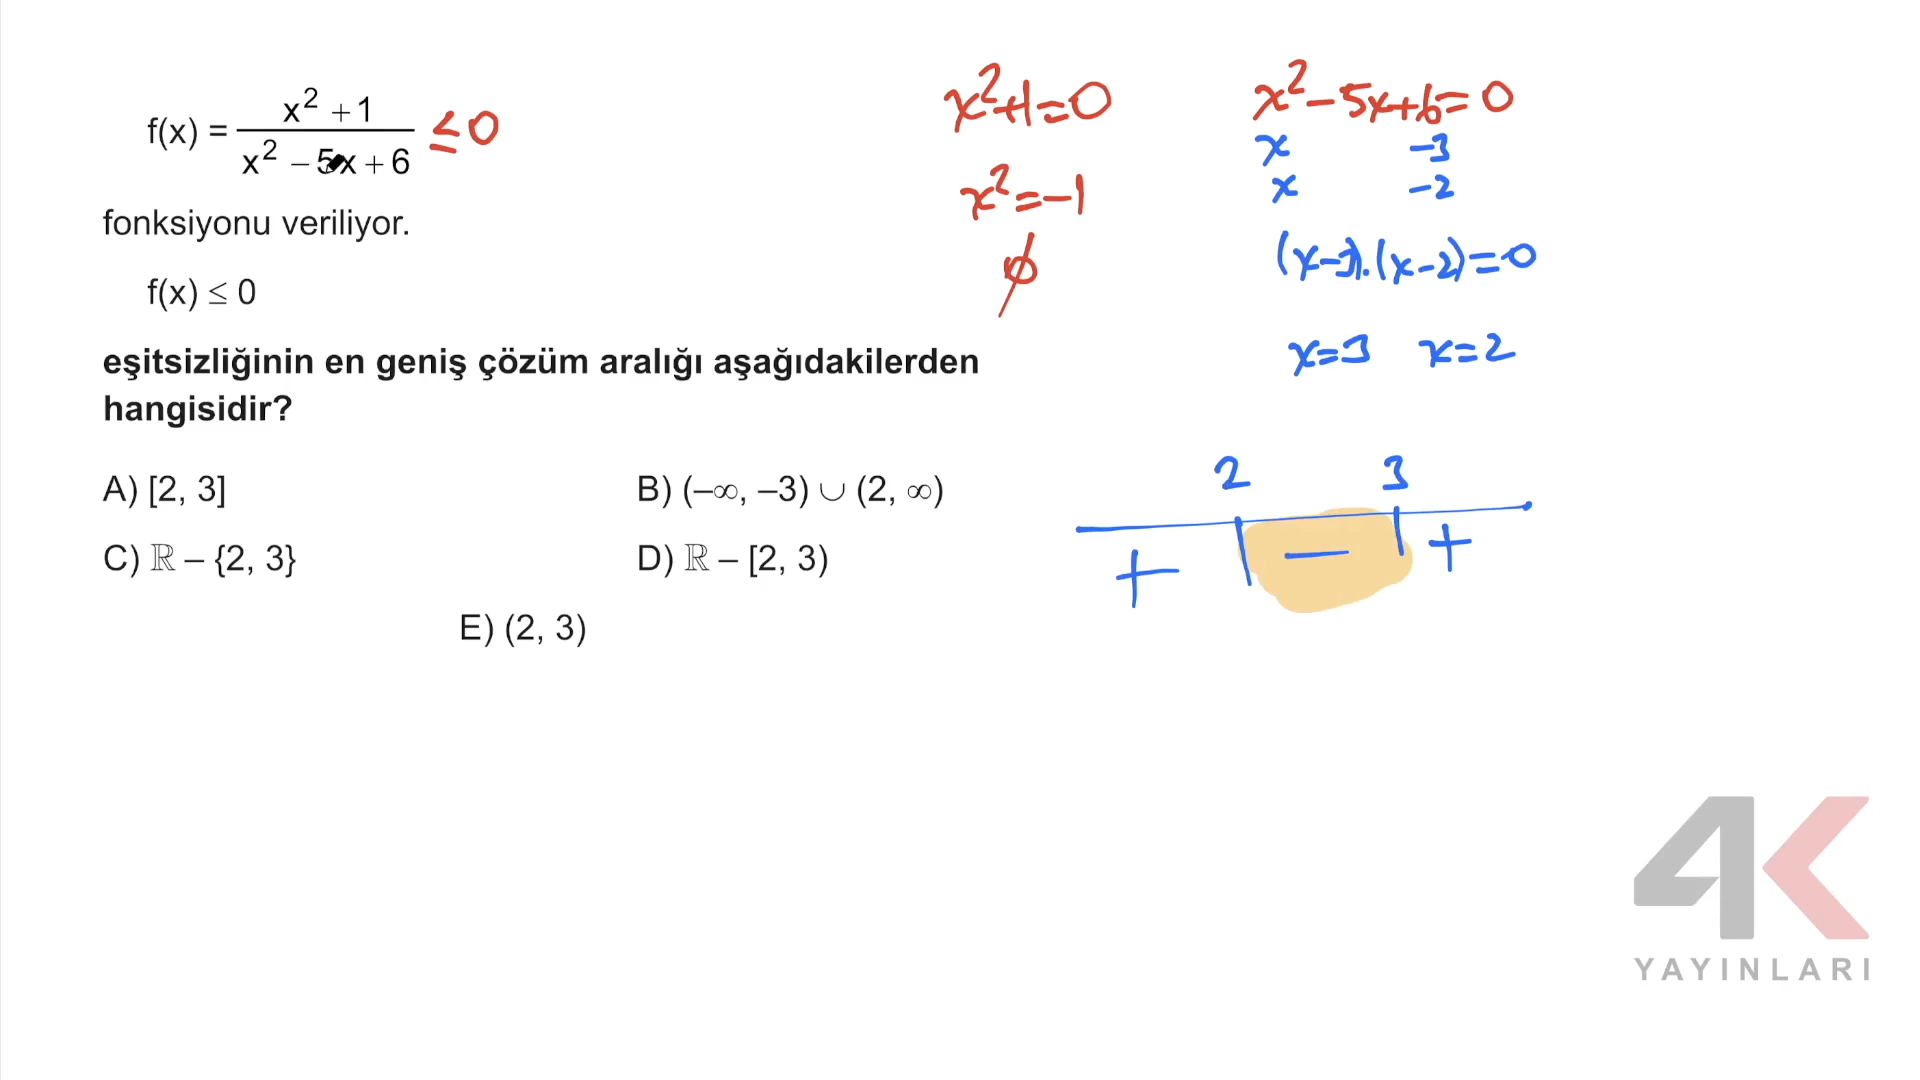 f(x) = (x² + 1) / (x² – 5x + 6) ≤ 0
fonksiyonu veriliyor.
f(x) ≤ 0
eşitsizliğinin en geniş çözüm aralığı aşağıdakilerden
hangisidir?
A) [2, 3]
B) (–∞, –3) ∪ (2, ∞)
C) ℝ – {2, 3}
D) ℝ – [2, 3)
E) (2, 3)
x²+1=0
x²=-1
∅
x²-5x+6=0
x -3
x -2
(x-3).(x-2)=0
x=3 x=2
2 3
+ — +
4K
YAYINLARI